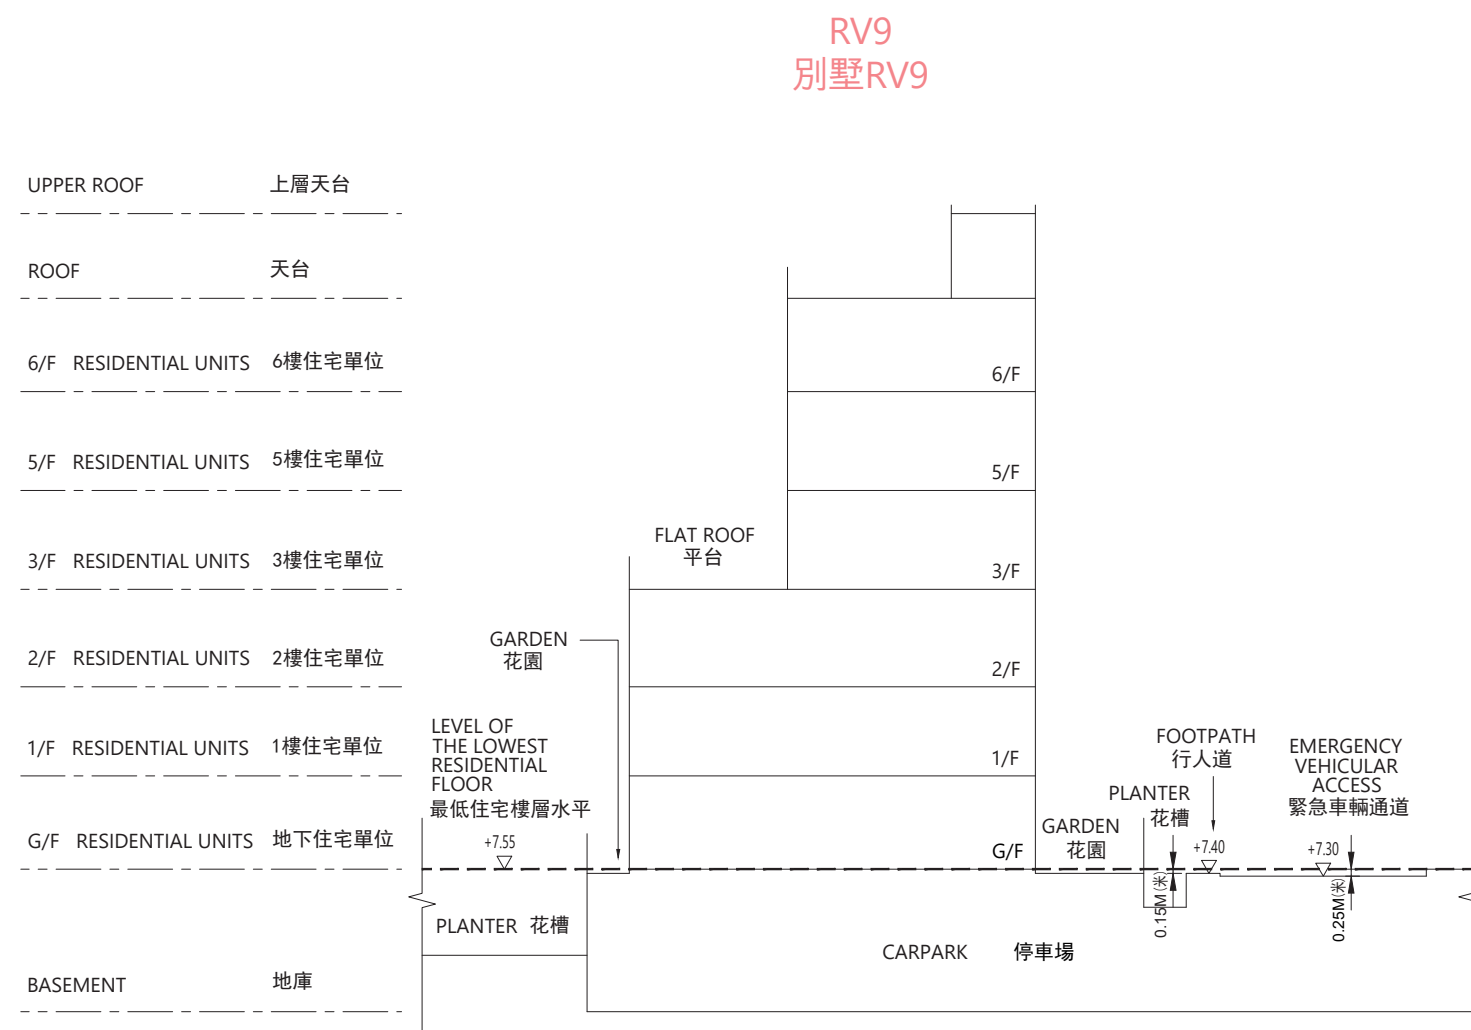 RV9
別墅RV9
UPPER ROOF 上層天台
ROOF 天台
6/F RESIDENTIAL UNITS 6樓住宅單位
6/F
5/F RESIDENTIAL UNITS 5樓住宅單位
5/F
FLAT ROOF
平台
3/F RESIDENTIAL UNITS 3樓住宅單位
3/F
GARDEN
花園
2/F RESIDENTIAL UNITS 2樓住宅單位
2/F
LEVEL OF
THE LOWEST
RESIDENTIAL
FLOOR
最低住宅樓層水平
1/F RESIDENTIAL UNITS 1樓住宅單位
1/F
FOOTPATH
行人道
EMERGENCY
VEHICULAR
ACCESS
緊急車輛通道
PLANTER
花槽
GARDEN
花園
G/F RESIDENTIAL UNITS 地下住宅單位
+7.55
G/F
+7.40
+7.30
0.15M(米)
0.25M(米)
PLANTER 花槽
CARPARK 停車場
BASEMENT 地庫